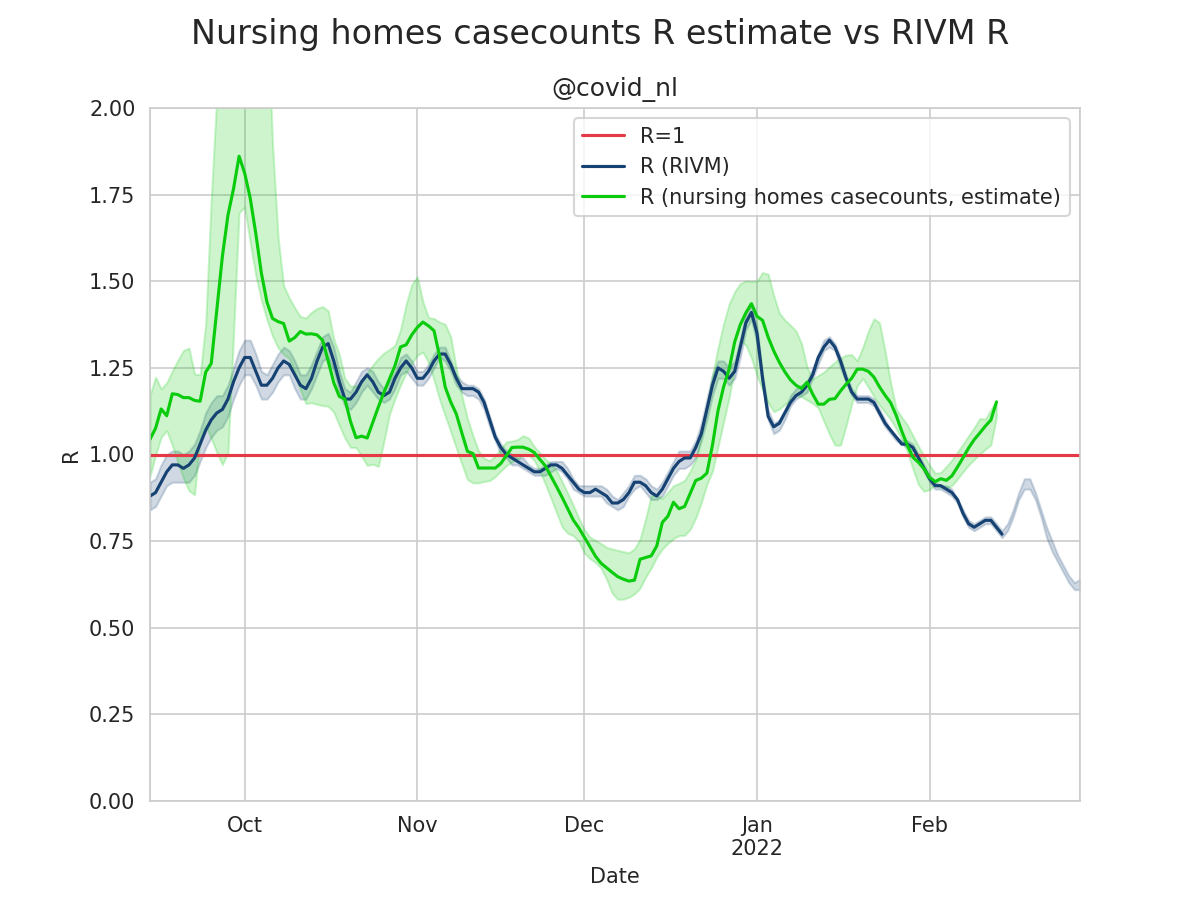 Nursing homes casecounts R estimate vs RIVM R
@covid_nl
R=1
R (RIVM)
R (nursing homes casecounts, estimate)
2.00
1.75
1.50
1.25
1.00
0.75
0.50
0.25
0.00
R
Oct
Nov
Dec
Jan
2022
Feb
Date